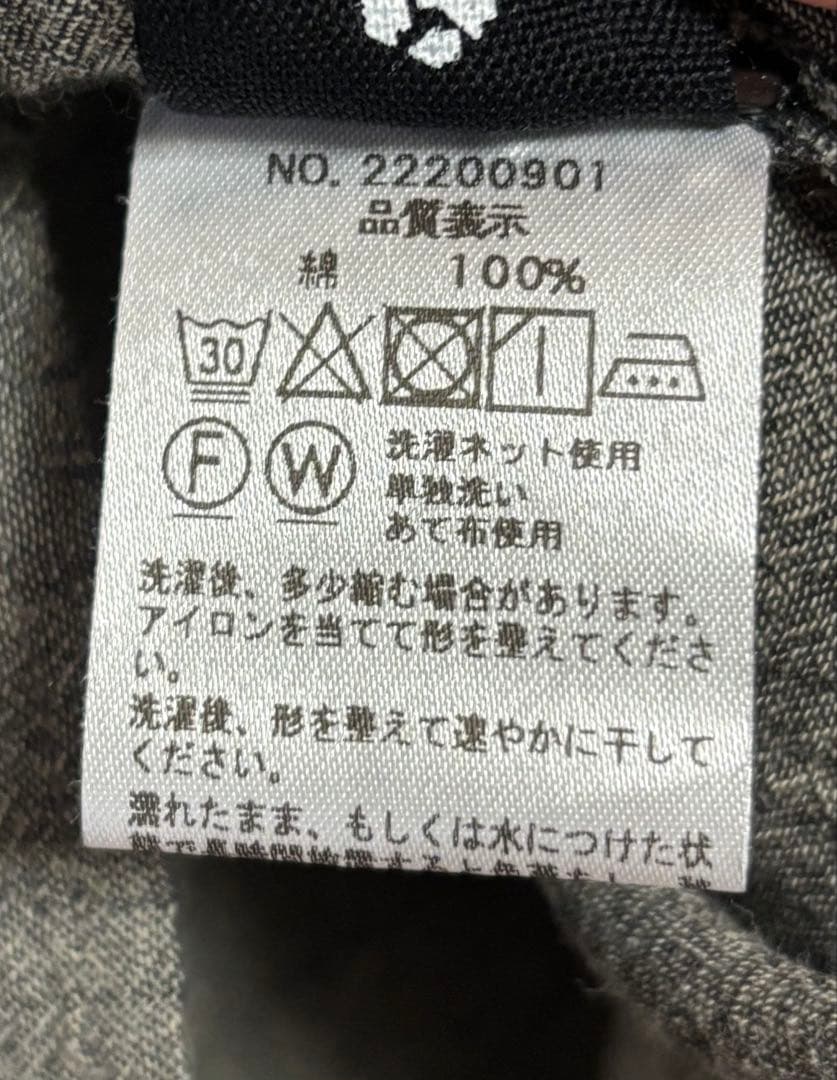 NO. 22200901
品質表示
綿 100%
30
F W
洗濯ネット使用
単独洗い
あて布使用
洗濯後、多少縮む場合があります。
アイロンを当てて形を整えてくださ
い。
洗濯後、形を整えて速やかに干して
ください。
濡れたまま、もしくは水につけた状